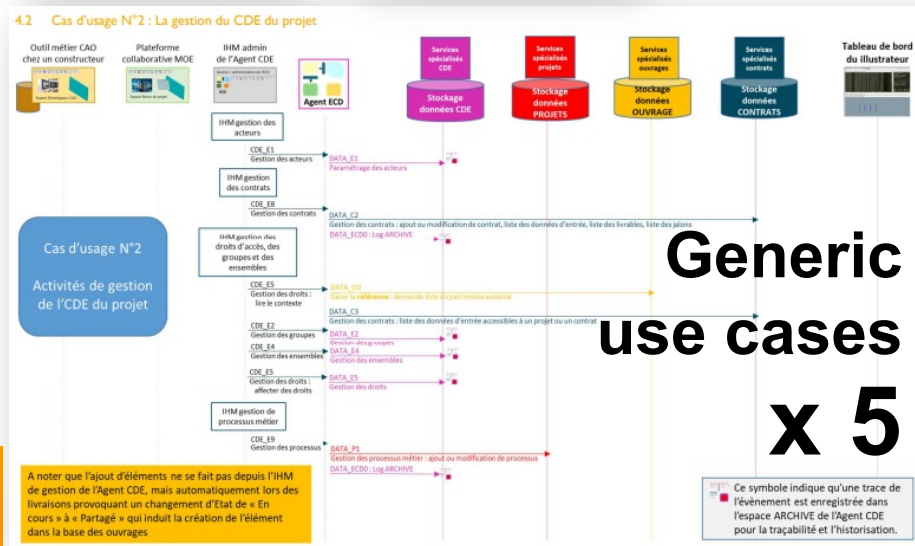 4.2 Cas d'usage N°2 : La gestion du CDE du projet
Outil métier CAO
chez un constructeur
Plateforme
collaborative MOE
IHM admin
de l'Agent CDE
Agent ECD
Services
spécialisés
CDE
Stockage
données CDE
Services
spécialisés
projets
Stockage
données
PROJETS
Services
spécialisés
ouvrages
Stockage
données
OUVRAGE
Services
spécialisés
contrats
Stockage
données
CONTRATS
Tableau de bord
du illustrateur
IHM gestion des
acteurs
CDE_E1
Gestion des acteurs
DATA_E1
Paramétrage des acteurs
IHM gestion
des contrats
CDE_E8
Gestion des contrats
DATA_C2
Gestion des contrats : ajout ou modification de contrat, liste des données d'entrée, liste des livrables, liste des jalons
DATA_ECD0 : Log ARCHIVE
IHM gestion des
droits d'accès, des
groupes et des
ensembles
CDE_E5
Gestion des droits :
lire le contexte
DATA_O0
Gérer la référence : demande liste du patrimoine autorisé
DATA_C3
Gestion des contrats : liste des données d'entrée accessibles à un projet ou un contrat
CDE_E2
Gestion des groupes
DATA_E2
Gestion des groupes
CDE_E4
Gestion des ensembles
DATA_E4
Gestion des ensembles
CDE_E5
Gestion des droits :
affecter des droits
DATA_E5
Gestion des droits
IHM gestion de
processus métier
CDE_E9
Gestion des processus
DATA_P1
Gestion des processus métier : ajout ou modification de processus
DATA_ECD0 : Log ARCHIVE
Cas d'usage N°2
Activités de gestion
de l'CDE du projet
Generic
use cases
x 5
A noter que l'ajout d'éléments ne se fait pas depuis l'IHM
de gestion de l'Agent CDE, mais automatiquement lors des
livraisons provoquant un changement d'Etat de « En
cours » à « Partagé » qui induit la création de l'élément
dans la base des ouvrages
Ce symbole indique qu'une trace de
l'évènement est enregistrée dans
l'espace ARCHIVE de l'Agent CDE
pour la traçabilité et l'historisation.